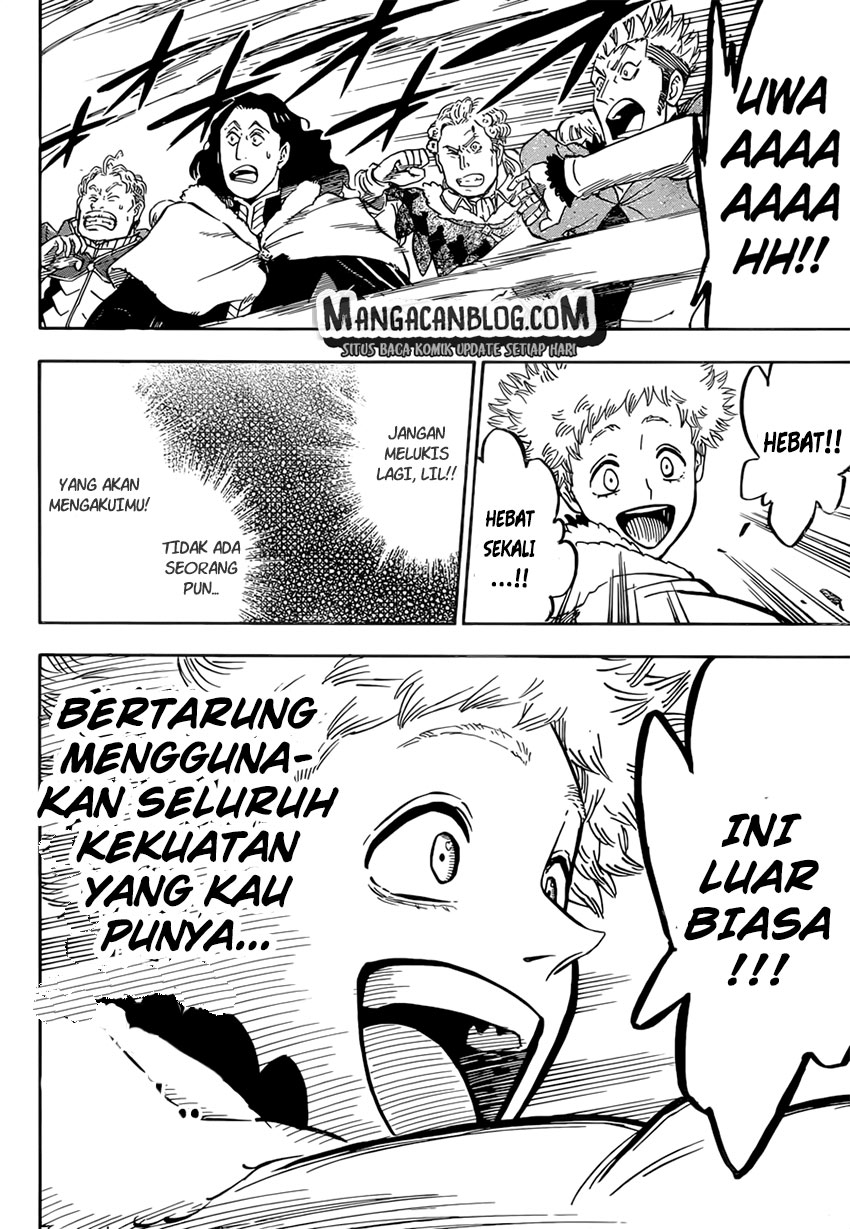 UWA
AAAA
AAAA
HH!!
MANGACANBLOG.COM
SITUS BACA KOMIK UPDATE SETIAP HARI
HEBAT!!
HEBAT
SEKALI
...!!
JANGAN
MELUKIS
LAGI, LIL!!
TIDAK ADA
SEORANG
PUN...
YANG AKAN
MENGAKUIMU!
INI
LUAR
BIASA
!!!
BERTARUNG
MENGGUNA-
KAN SELURUH
KEKUATAN
YANG KAU
PUNYA...